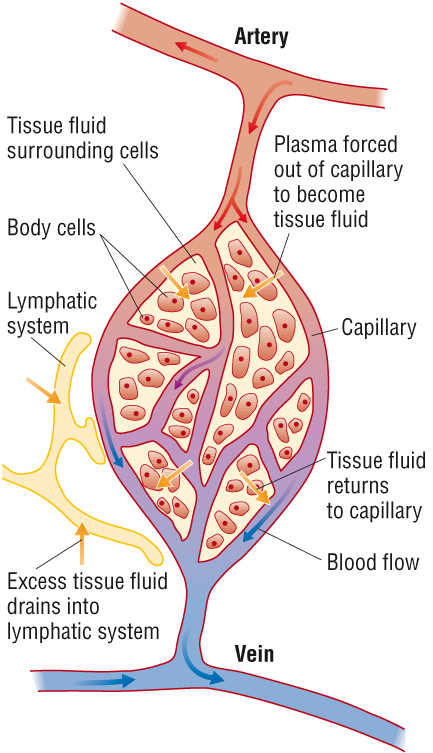 Artery
Tissue fluid
surrounding cells
Plasma forced
out of capillary
to become
tissue fluid
Body cells
Lymphatic
system
Capillary
Tissue fluid
returns
to capillary
Blood flow
Excess tissue fluid
drains into
lymphatic system
Vein